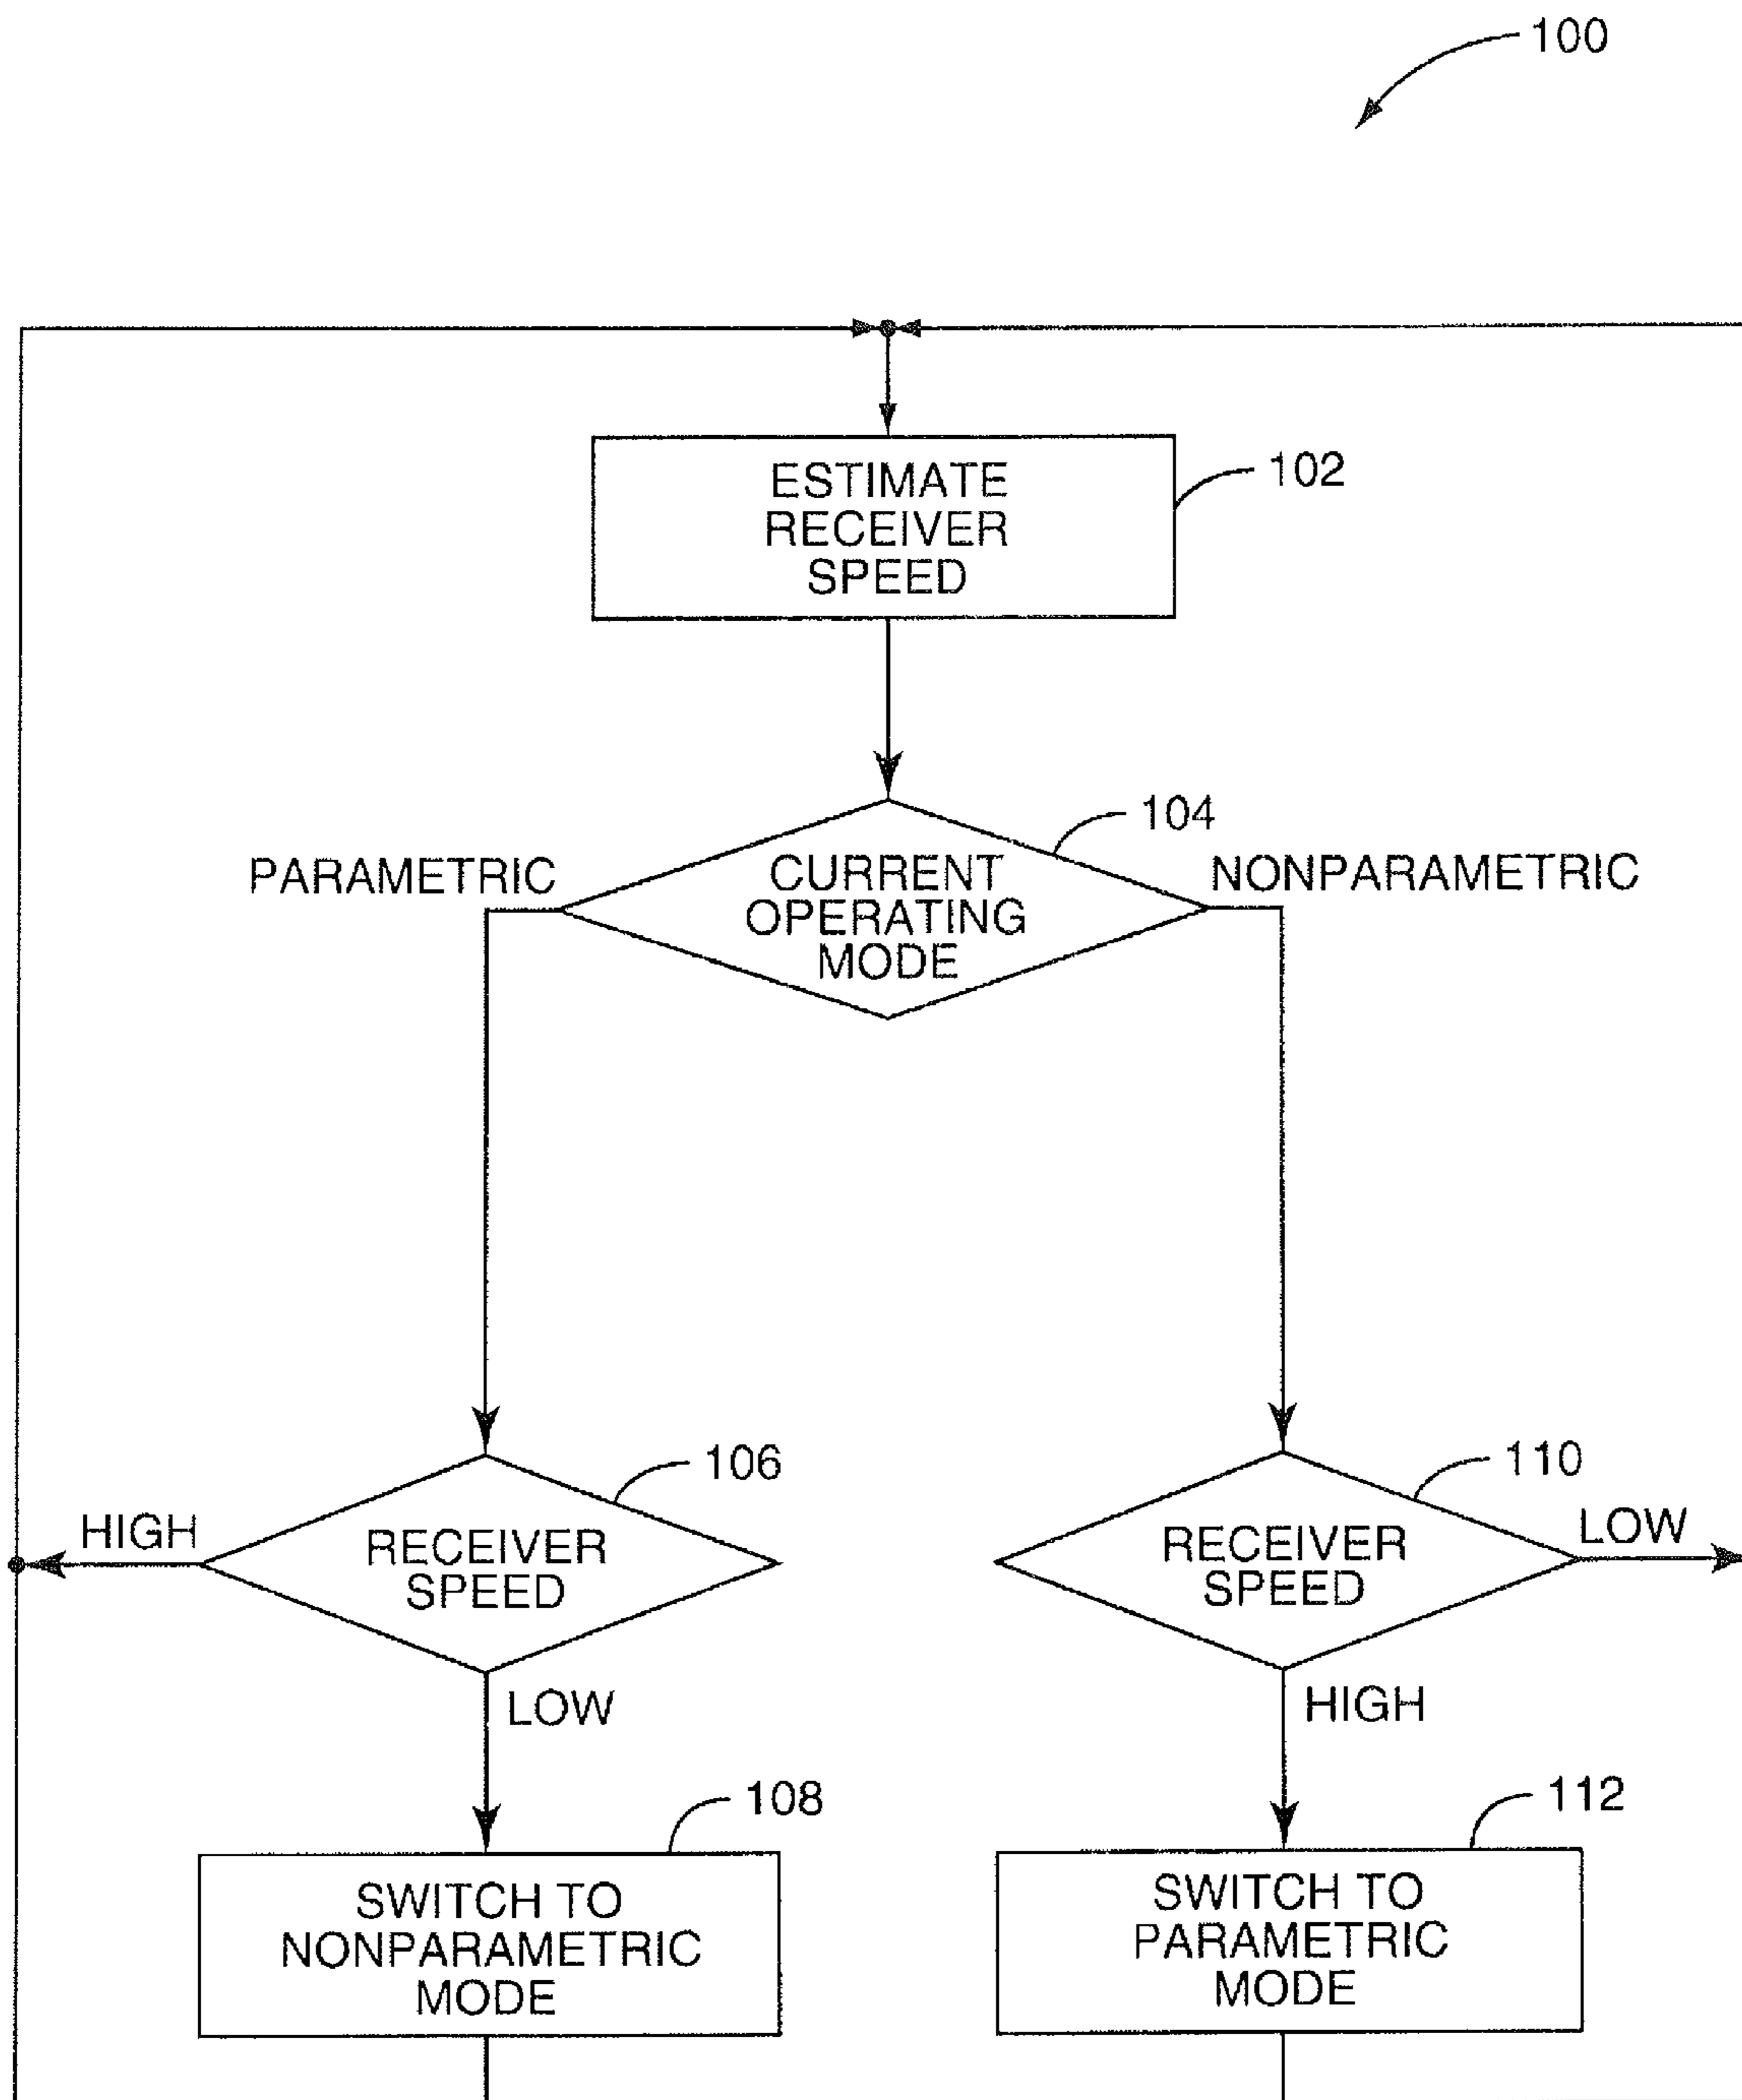 100
ESTIMATE
RECEIVER
SPEED
102
104
PARAMETRIC
CURRENT
OPERATING
MODE
NONPARAMETRIC
106
110
HIGH
RECEIVER
SPEED
RECEIVER
SPEED
LOW
LOW
HIGH
108
112
SWITCH TO
NONPARAMETRIC
MODE
SWITCH TO
PARAMETRIC
MODE